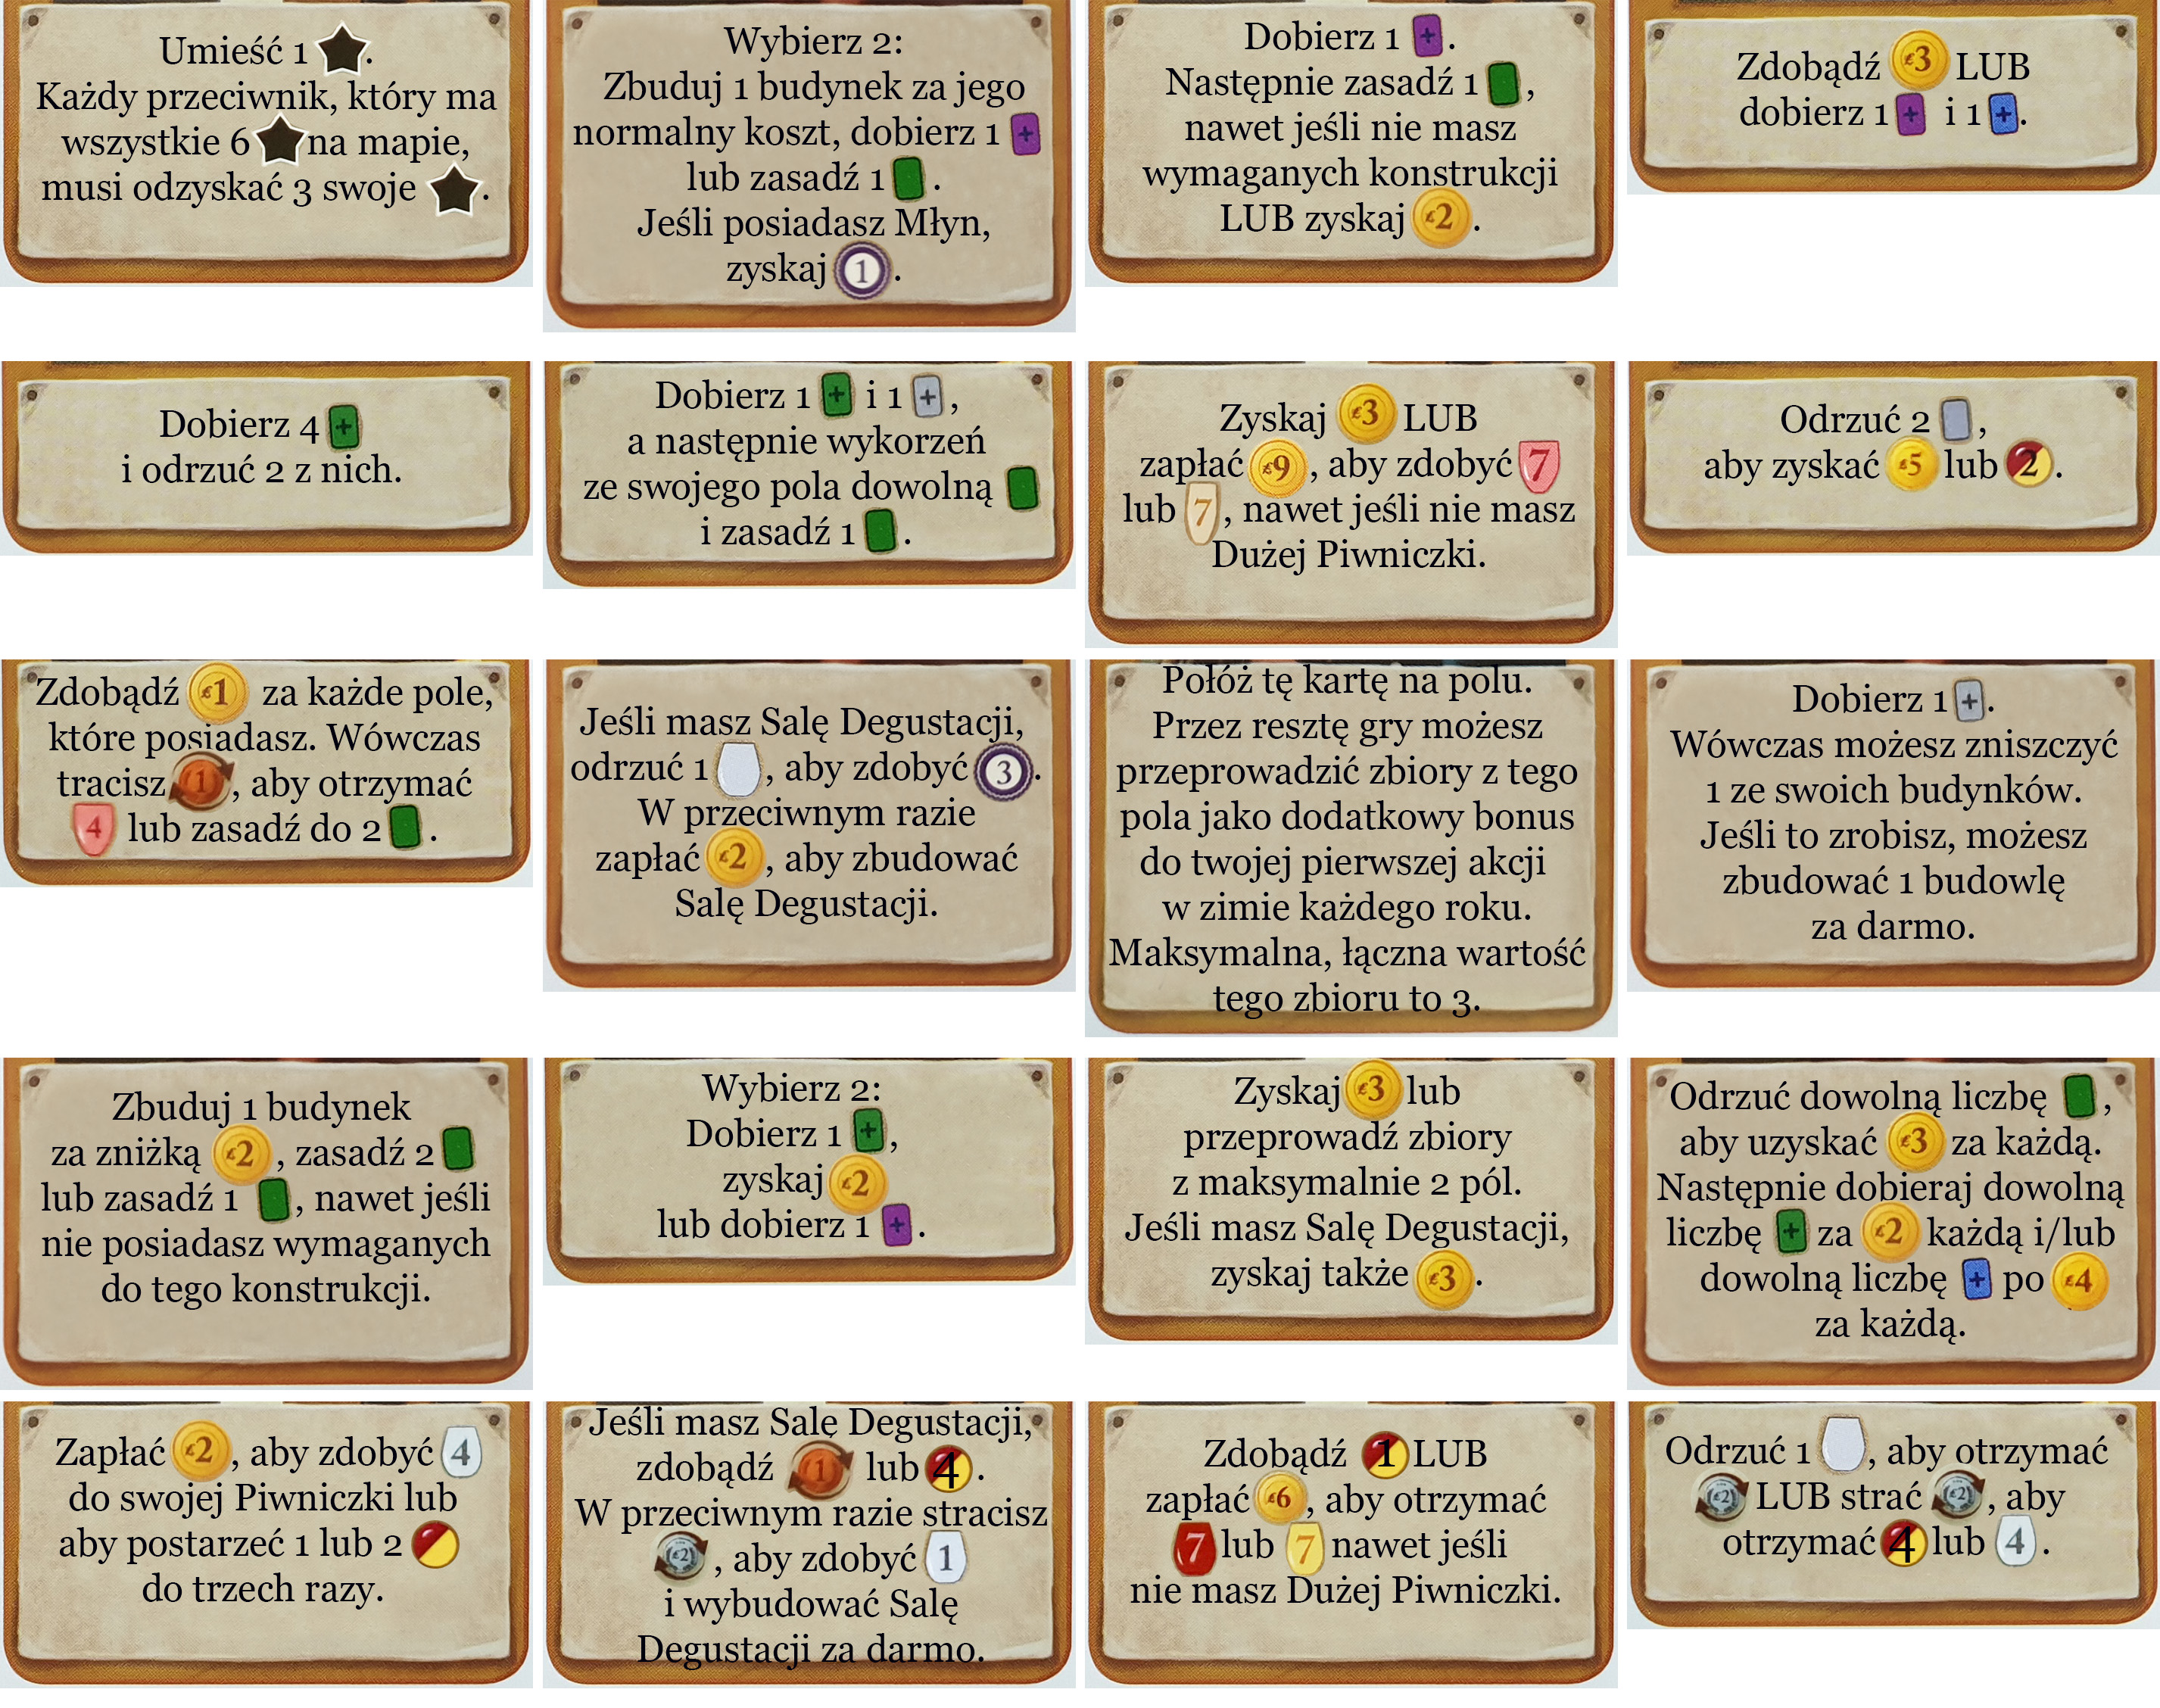 Umieść 1 .
Każdy przeciwnik, który ma
wszystkie 6 na mapie,
musi odzyskać 3 swoje .
Wybierz 2:
Zbuduj 1 budynek za jego
normalny koszt, dobierz 1 +
lub zasadź 1 .
Jeśli posiadasz Młyn,
zyskaj 1 .
Dobierz 1 + .
Następnie zasadź 1 ,
nawet jeśli nie masz
wymaganych konstrukcji
LUB zyskaj £2 .
Zdobądź £3 LUB
dobierz 1 + i 1 + .
Dobierz 4 +
i odrzuć 2 z nich.
Dobierz 1 + i 1 + ,
a następnie wykorzeń
ze swojego pola dowolną
i zasadź 1 .
Zyskaj £3 LUB
zapłać £9 , aby zdobyć 7
lub 7 , nawet jeśli nie masz
Dużej Piwniczki.
Odrzuć 2 ,
aby zyskać £5 lub 2 .
Zdobądź £1 za każde pole,
które posiadasz. Wówczas
tracisz £1 , aby otrzymać
4 lub zasadź do 2 .
Jeśli masz Salę Degustacji,
odrzuć 1 , aby zdobyć 3 .
W przeciwnym razie
zapłać £2 , aby zbudować
Salę Degustacji.
Połóż tę kartę na polu.
Przez resztę gry możesz
przeprowadzić zbiory z tego
pola jako dodatkowy bonus
do twojej pierwszej akcji
w zimie każdego roku.
Maksymalna, łączna wartość
tego zbioru to 3.
Dobierz 1 + .
Wówczas możesz zniszczyć
1 ze swoich budynków.
Jeśli to zrobisz, możesz
zbudować 1 budowlę
za darmo.
Zbuduj 1 budynek
za zniżką £2 , zasadź 2
lub zasadź 1 , nawet jeśli
nie posiadasz wymaganych
do tego konstrukcji.
Wybierz 2:
Dobierz 1 + ,
zyskaj £2
lub dobierz 1 + .
Zyskaj £3 lub
przeprowadź zbiory
z maksymalnie 2 pól.
Jeśli masz Salę Degustacji,
zyskaj także £3 .
Odrzuć dowolną liczbę ,
aby uzyskać £3 za każdą.
Następnie dobieraj dowolną
liczbę + za £2 każdą i/lub
dowolną liczbę + po £4
za każdą.
Zapłać £2 , aby zdobyć 4
do swojej Piwniczki lub
aby postarzeć 1 lub 2
do trzech razy.
Jeśli masz Salę Degustacji,
zdobądź £1 lub 4 .
W przeciwnym razie stracisz
£2 , aby zdobyć 1
i wybudować Salę
Degustacji za darmo.
Zdobądź 1 LUB
zapłać £6 , aby otrzymać
7 lub 7 nawet jeśli
nie masz Dużej Piwniczki.
Odrzuć 1 , aby otrzymać
£2 LUB strać £2 , aby
otrzymać 4 lub 4 .